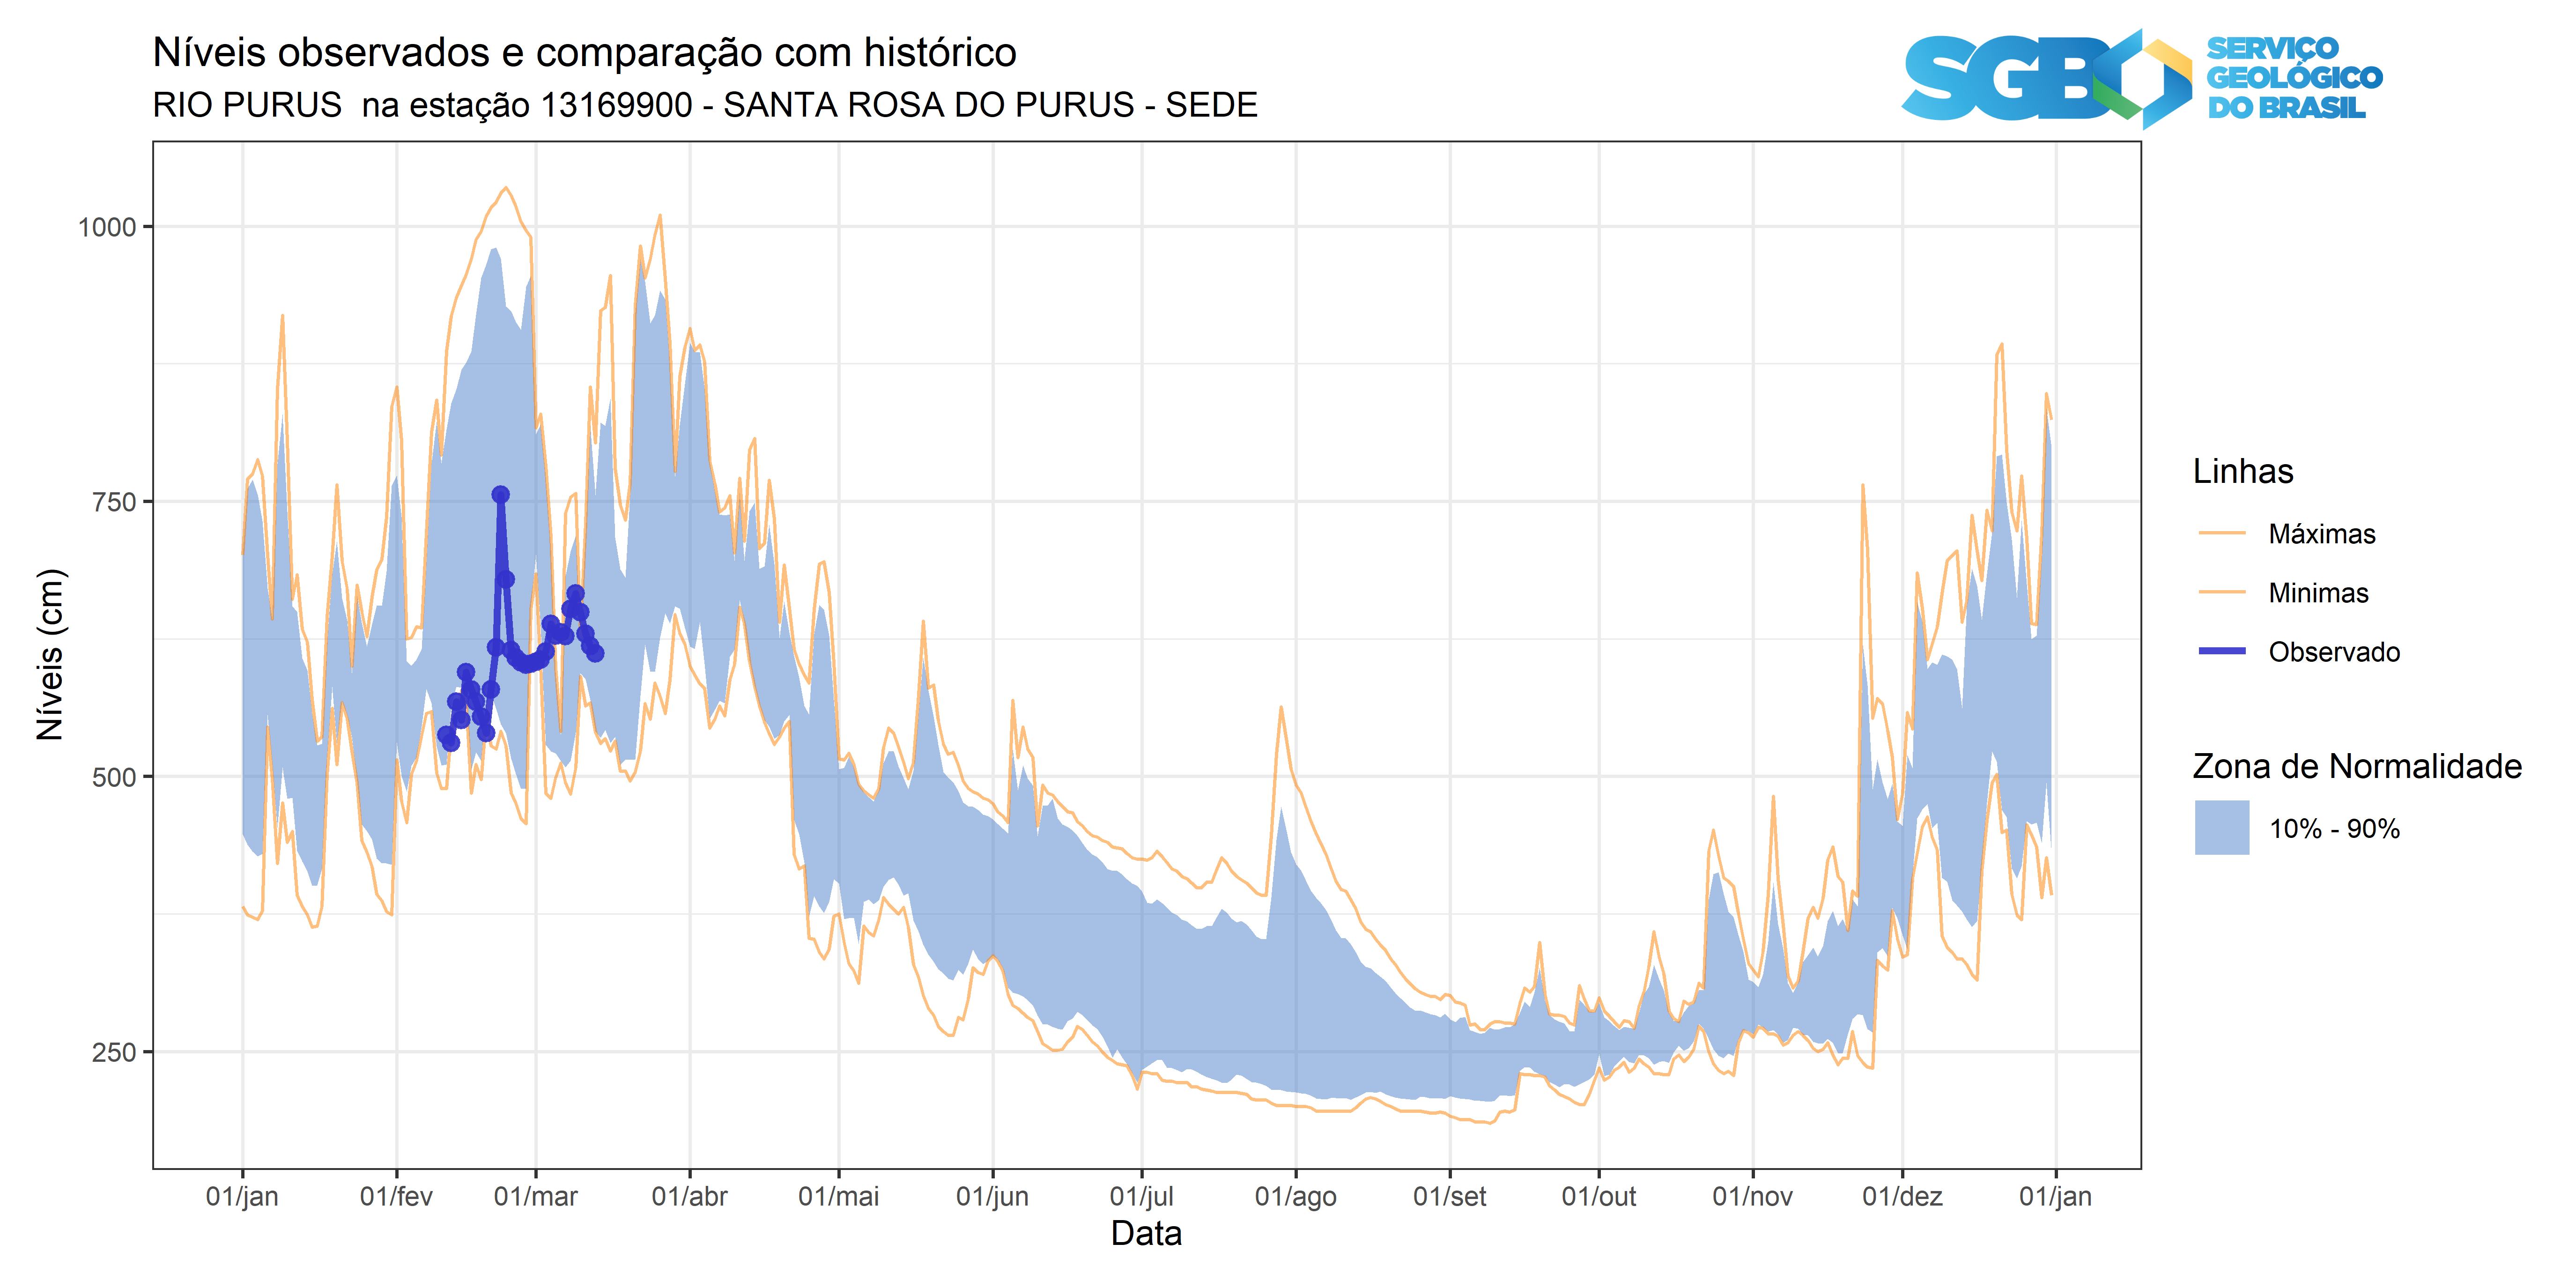 Níveis observados e comparação com histórico
RIO PURUS na estação 13169900 - SANTA ROSA DO PURUS - SEDE
SGB
SERVIÇO
GEOLÓGICO
DO BRASIL
Níveis (cm)
1000
750
500
250
01/jan
01/fev
01/mar
01/abr
01/mai
01/jun
01/jul
01/ago
01/set
01/out
01/nov
01/dez
01/jan
Data
Linhas
Máximas
Minimas
Observado
Zona de Normalidade
10% - 90%